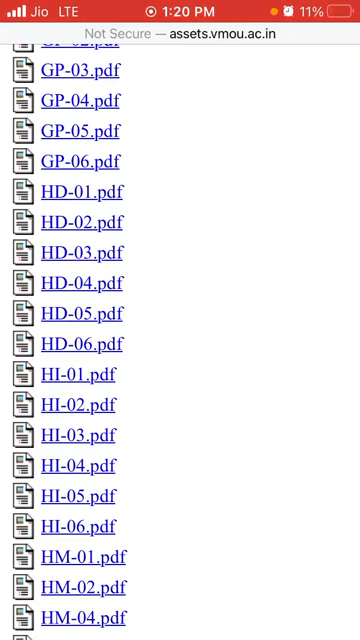 Jio LTE 1:20 PM 11%
Not Secure — assets.vmou.ac.in
GP-02.pdf
GP-03.pdf
GP-04.pdf
GP-05.pdf
GP-06.pdf
HD-01.pdf
HD-02.pdf
HD-03.pdf
HD-04.pdf
HD-05.pdf
HD-06.pdf
HI-01.pdf
HI-02.pdf
HI-03.pdf
HI-04.pdf
HI-05.pdf
HI-06.pdf
HM-01.pdf
HM-02.pdf
HM-04.pdf